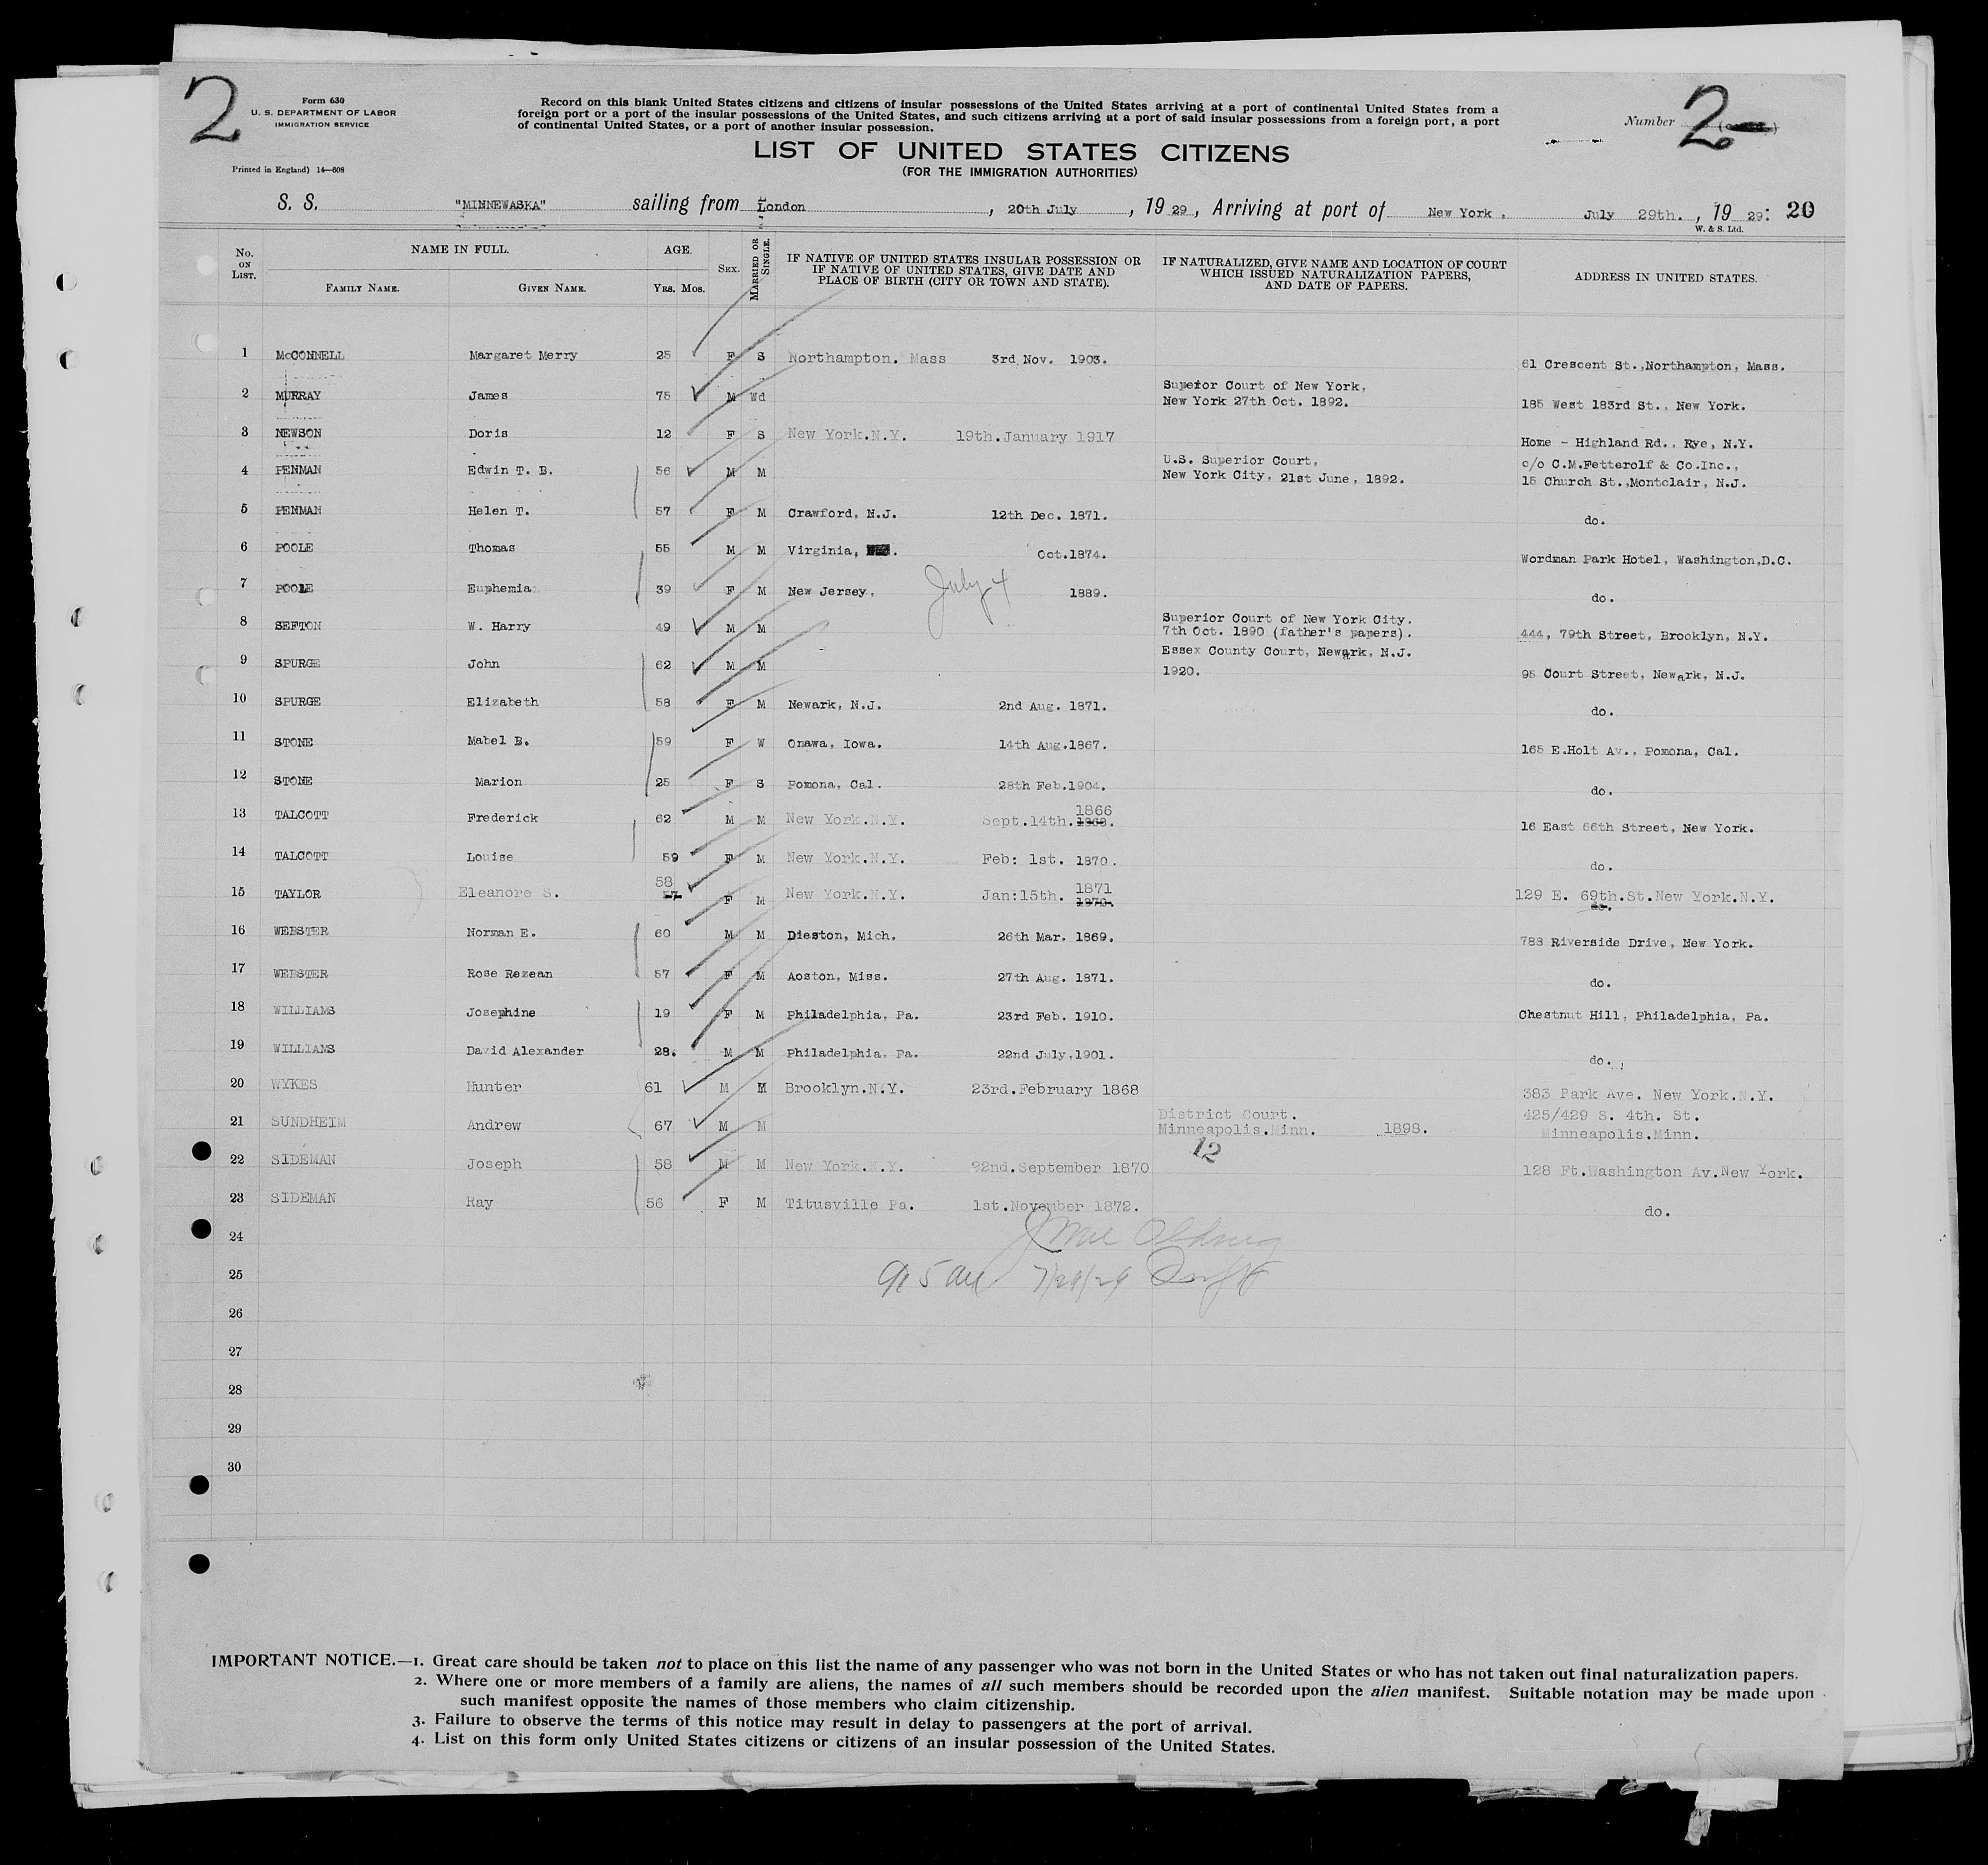 2
Form 630
U. S. DEPARTMENT OF LABOR
IMMIGRATION SERVICE
Printed in England) 14—608
Record on this blank United States citizens and citizens of insular possessions of the United States arriving at a port of continental United States from a
foreign port or a port of the insular possessions of the United States, and such citizens arriving at a port of said insular possessions from a foreign port, a port
of continental United States, or a port of another insular possession.
Number 2
LIST OF UNITED STATES CITIZENS
(FOR THE IMMIGRATION AUTHORITIES)
S. S. "MINNEWASKA" sailing from London, 20th July, 1929, Arriving at port of New York, July 29th., 1929: 20
W. & S. Ltd.
No. ON LIST. NAME IN FULL. FAMILY NAME. GIVEN NAME. AGE. YRS. MOS. SEX. MARRIED OR SINGLE. IF NATIVE OF UNITED STATES INSULAR POSSESSION OR IF NATIVE OF UNITED STATES, GIVE DATE AND PLACE OF BIRTH (CITY OR TOWN AND STATE). IF NATURALIZED, GIVE NAME AND LOCATION OF COURT WHICH ISSUED NATURALIZATION PAPERS, AND DATE OF PAPERS. ADDRESS IN UNITED STATES.
1 McCONNELL Margaret Merry 25 F S Northampton. Mass 3rd, Nov. 1903. 61 Crescent St.,Northampton, Mass.
2 MURRAY James 75 M Wd Superior Court of New York, New York 27th Oct. 1892. 185 West 183rd St., New York.
3 NEWSON Doris 12 F S New York.N.Y. 19th.January 1917 Home - Highland Rd., Rye, N.Y.
4 PENMAN Edwin T. B. 56 M M U.S. Superior Court, New York City, 21st June, 1892. c/o C.M.Fetterolf & Co.Inc., 15 Church St.,Montclair, N.J.
5 PENMAN Helen T. 57 F M Crawford, N.J. 12th Dec. 1871. do.
6 POOLE Thomas 55 M M Virginia, Oct.1874. Wordman Park Hotel, Washington,D.C.
7 POOLE Euphemia 39 F M New Jersey, July 4 1889. do.
8 SEFTON W. Harry 49 M M Superior Court of New York City. 7th Oct. 1890 (father's papers). 444, 79th Street, Brooklyn, N.Y.
9 SPURGE John 62 M M Essex County Court, Newark, N.J. 1920. 95 Court Street, Newark, N.J.
10 SPURGE Elizabeth 58 F M Newark, N.J. 2nd Aug. 1871. do.
11 STONE Mabel B. 59 F W Onawa, Iowa. 14th Aug.1867. 165 E.Holt Av., Pomona, Cal.
12 STONE Marion 25 F S Pomona, Cal. 28th Feb.1904. do.
13 TALCOTT Frederick 62 M M New York.N.Y. Sept.14th. 1866 1868. 16 East 66th Street, New York.
14 TALCOTT Louise 59 F M New York.N.Y. Feb: 1st. 1870. do.
15 TAYLOR Eleanore S. 58 57 F M New York.N.Y. Jan:15th. 1871 1970. 129 E. 69th.St.New York.N.Y. do.
16 WEBSTER Norman E. 60 M M Dieston, Mich. 26th Mar. 1869. 788 Riverside Drive, New York.
17 WEBSTER Rose Rezean 57 F M Aoston, Miss. 27th Aug. 1871. do.
18 WILLIAMS Josephine 19 F M Philadelphia, Pa. 23rd Feb. 1910. Chestnut Hill, Philadelphia, Pa.
19 WILLIAMS David Alexander 28. M M Philadelphia, Pa. 22nd July,1901. do.
20 WYKES Hunter 61 M M Brooklyn.N.Y. 23rd.February 1868 383 Park Ave. New York.N.Y.
21 SUNDHEIM Andrew 67 M M District Court. Minneapolis.Minn. 1898. 425/429 S. 4th. St. Minneapolis.Minn.
12
22 SIDEMAN Joseph 58 M M New York.N.Y. 22nd.September 1870 128 Ft.Washington Av.New York.
23 SIDEMAN Ray 56 F M Titusville Pa. 1st.November 1872. do.
24
25 7/29/29
26
27
28
29
30
IMPORTANT NOTICE.—1. Great care should be taken not to place on this list the name of any passenger who was not born in the United States or who has not taken out final naturalization papers.
2. Where one or more members of a family are aliens, the names of all such members should be recorded upon the alien manifest. Suitable notation may be made upon
such manifest opposite the names of those members who claim citizenship.
3. Failure to observe the terms of this notice may result in delay to passengers at the port of arrival.
4. List on this form only United States citizens or citizens of an insular possession of the United States.